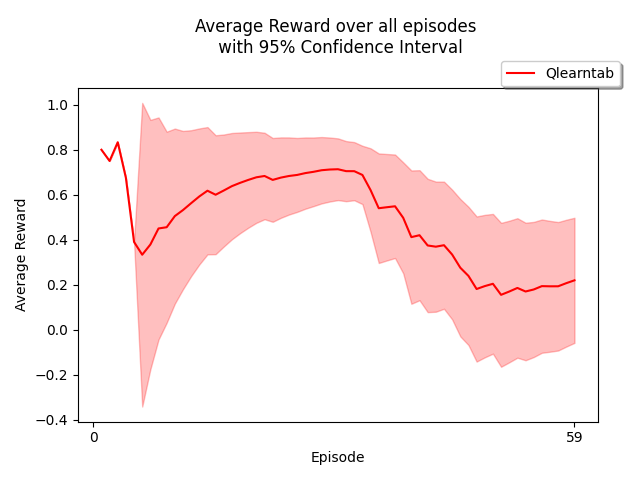 Average Reward over all episodes
with 95% Confidence Interval
Qlearntab
Average Reward
1.0
0.8
0.6
0.4
0.2
0.0
−0.2
−0.4
0
59
Episode